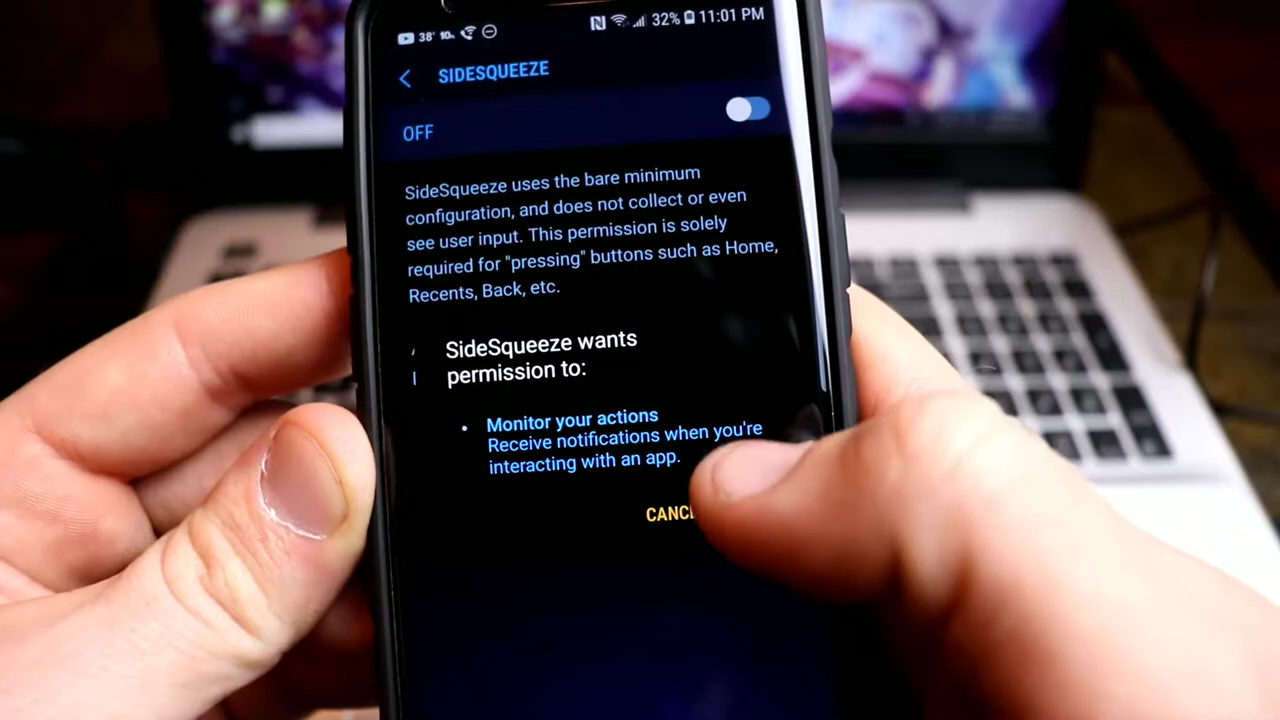 38° 32% 11:01 PM
SIDESQUEEZE
OFF
SideSqueeze uses the bare minimum
configuration, and does not collect or even
see user input. This permission is solely
required for "pressing" buttons such as Home,
Recents, Back, etc.
SideSqueeze wants
permission to:
• Monitor your actions
Receive notifications when you're
interacting with an app.